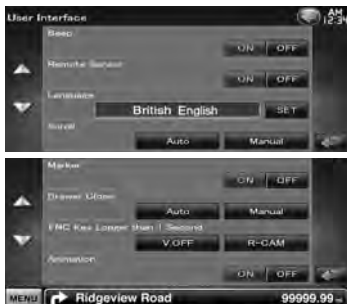 User Interface
AM
12:34
Beep
ON OFF
Remote Sensor
ON OFF
Language
British English SET
Scroll
Auto Manual
Marker
ON OFF
Drawer Close
Auto Manual
FNC Key Longer than 1 Second
V.OFF R-CAM
Animation
ON OFF
MENU Ridgeview Road 99999.99